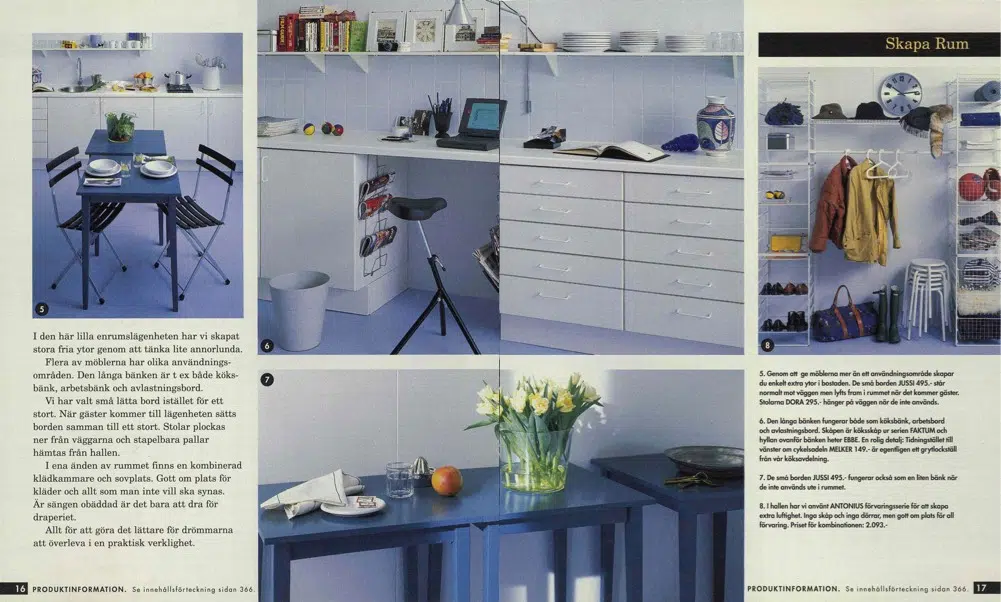 Skapa Rum
5
6
7
8
I den här lilla enrumslägenheten har vi skapat
stora fria ytor genom att tänka lite annorlunda.
Flera av möblerna har olika användnings-
områden. Den långa bänken är t ex både köks-
bänk, arbetsbänk och avlastningsbord.
Vi har valt små lätta bord istället för ett
stort. När gäster kommer till lägenheten sätts
borden samman till ett stort. Stolar plockas
ner från väggarna och stapelbara pallar
hämtas från hallen.
I ena änden av rummet finns en kombinerad
klädkammare och sovplats. Gott om plats för
kläder och allt som man inte vill ska synas.
Är sängen obäddad är det bara att dra för
draperiet.
Allt för att göra det lättare för drömmarna
att överleva i en praktisk verklighet.
5. Genom att ge möblerna mer än ett användningsområde skapar
du enkelt extra ytor i bostaden. De små borden JUSSI 495.- står
normalt mot väggen men lyfts fram i rummet när det kommer gäster.
Stolarna DORA 295.- hänger på väggen när de inte används.
6. Den långa bänken fungerar både som köksbänk, arbetsbord
och avlastningsbord. Skåpen är köksskåp ur serien FAKTUM och
hyllan ovanför bänken heter EBBE. En rolig detalj: Tidningstället till
vänster om cykelsadeln MELKER 149.- är egentligen ett grytlockställ
från vår köksavdelning.
7. De små borden JUSSI 495.- fungerar också som en liten bänk när
de inte används ute i rummet.
8. I hallen har vi använt ANTONIUS förvaringsserie för att skapa
extra luftighet. Inga skåp och inga dörrar, men gott om plats för all
förvaring. Priset för kombinationen: 2.093.-
16 PRODUKTINFORMATION. Se innehållsförteckning sidan 366.
PRODUKTINFORMATION. Se innehållsförteckning sidan 366. 17